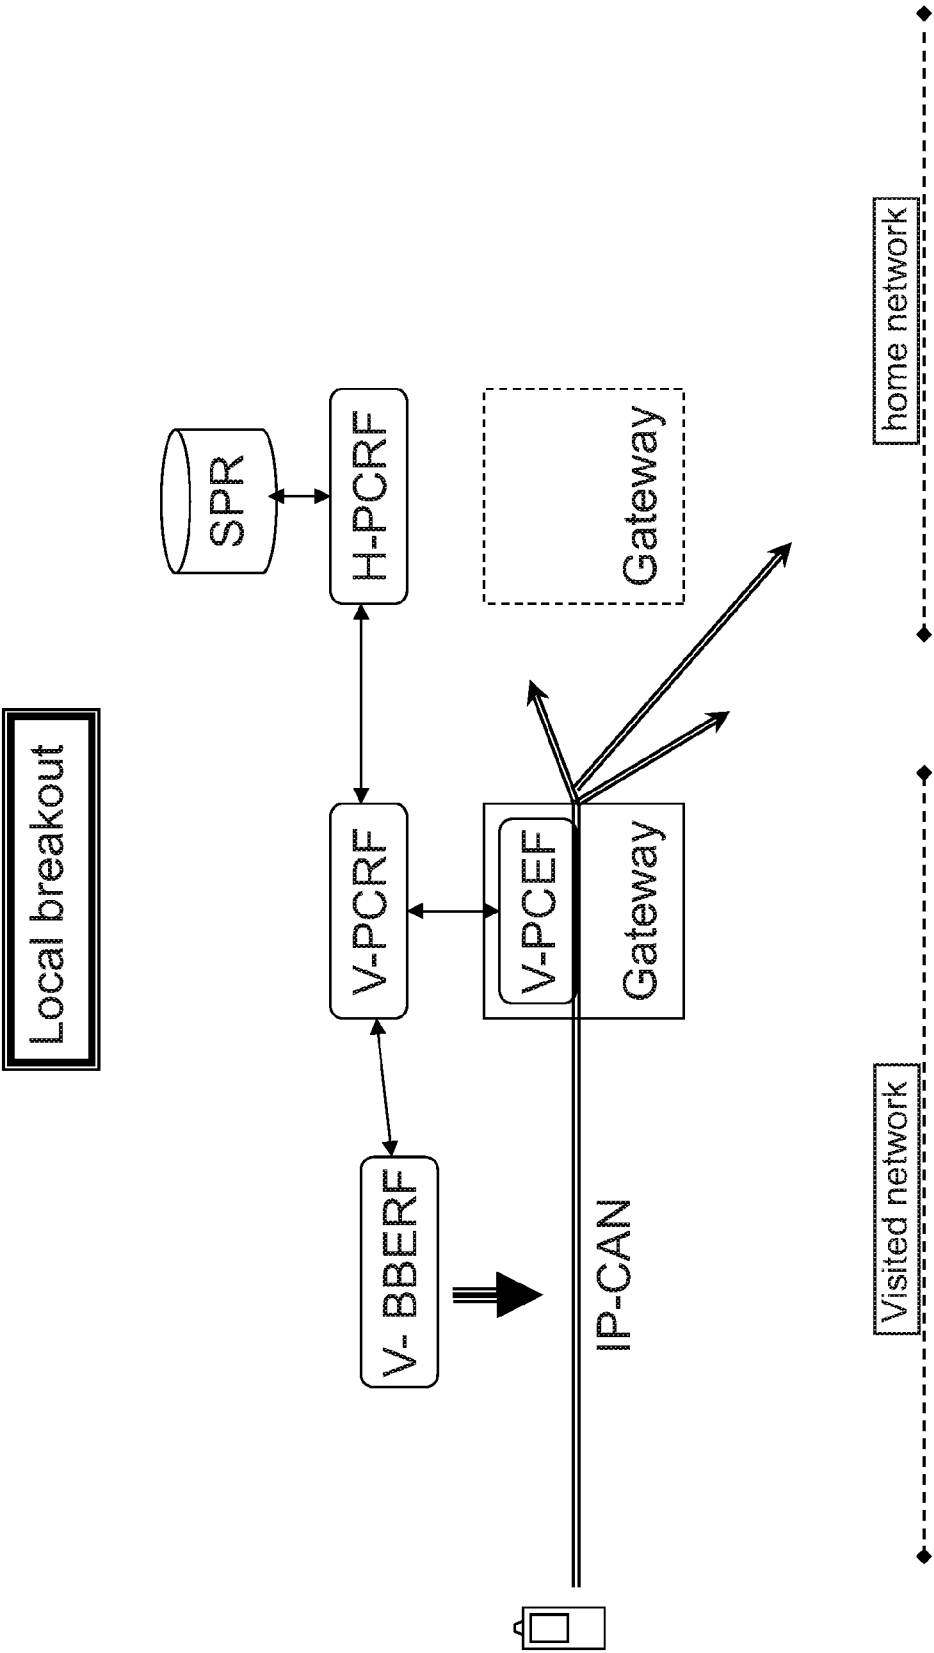 Local breakout
SPR
V- BBERF
V-PCRF
H-PCRF
V-PCEF
Gateway
Gateway
IP-CAN
Visited network
home network